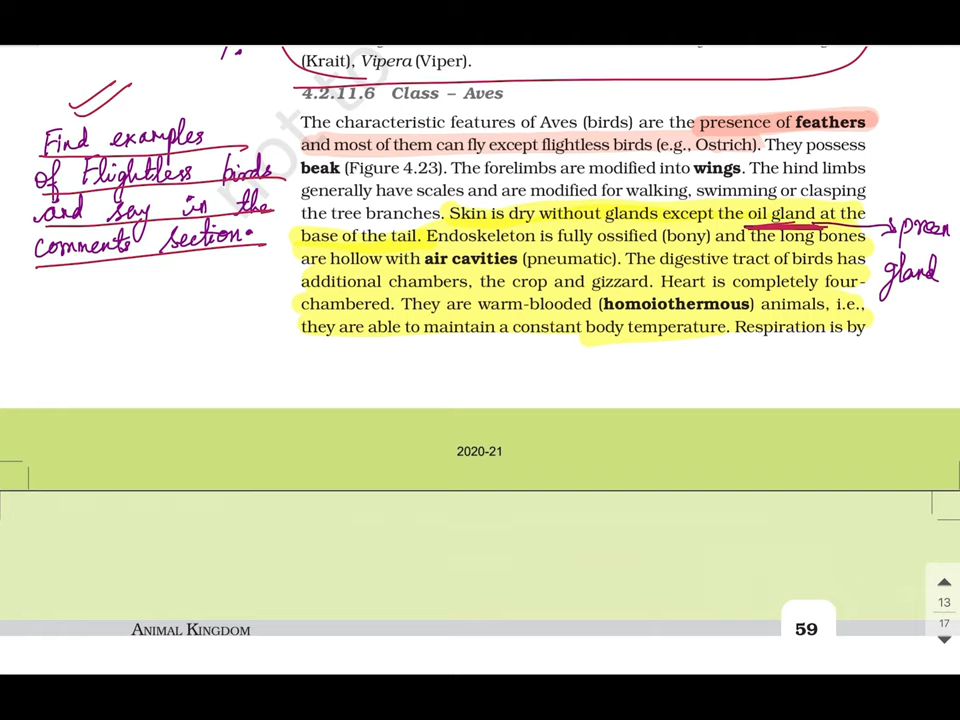 (Krait), Vipera (Viper).
4.2.11.6 Class – Aves
The characteristic features of Aves (birds) are the presence of feathers
and most of them can fly except flightless birds (e.g., Ostrich). They possess
beak (Figure 4.23). The forelimbs are modified into wings. The hind limbs
generally have scales and are modified for walking, swimming or clasping
the tree branches. Skin is dry without glands except the oil gland at the
base of the tail. Endoskeleton is fully ossified (bony) and the long bones
are hollow with air cavities (pneumatic). The digestive tract of birds has
additional chambers, the crop and gizzard. Heart is completely four-
chambered. They are warm-blooded (homoiothermous) animals, i.e.,
they are able to maintain a constant body temperature. Respiration is by
Find examples
of Flightless birds
and say in the
comments section.
preen
gland
not to
2020-21
ANIMAL KINGDOM
59
13
17